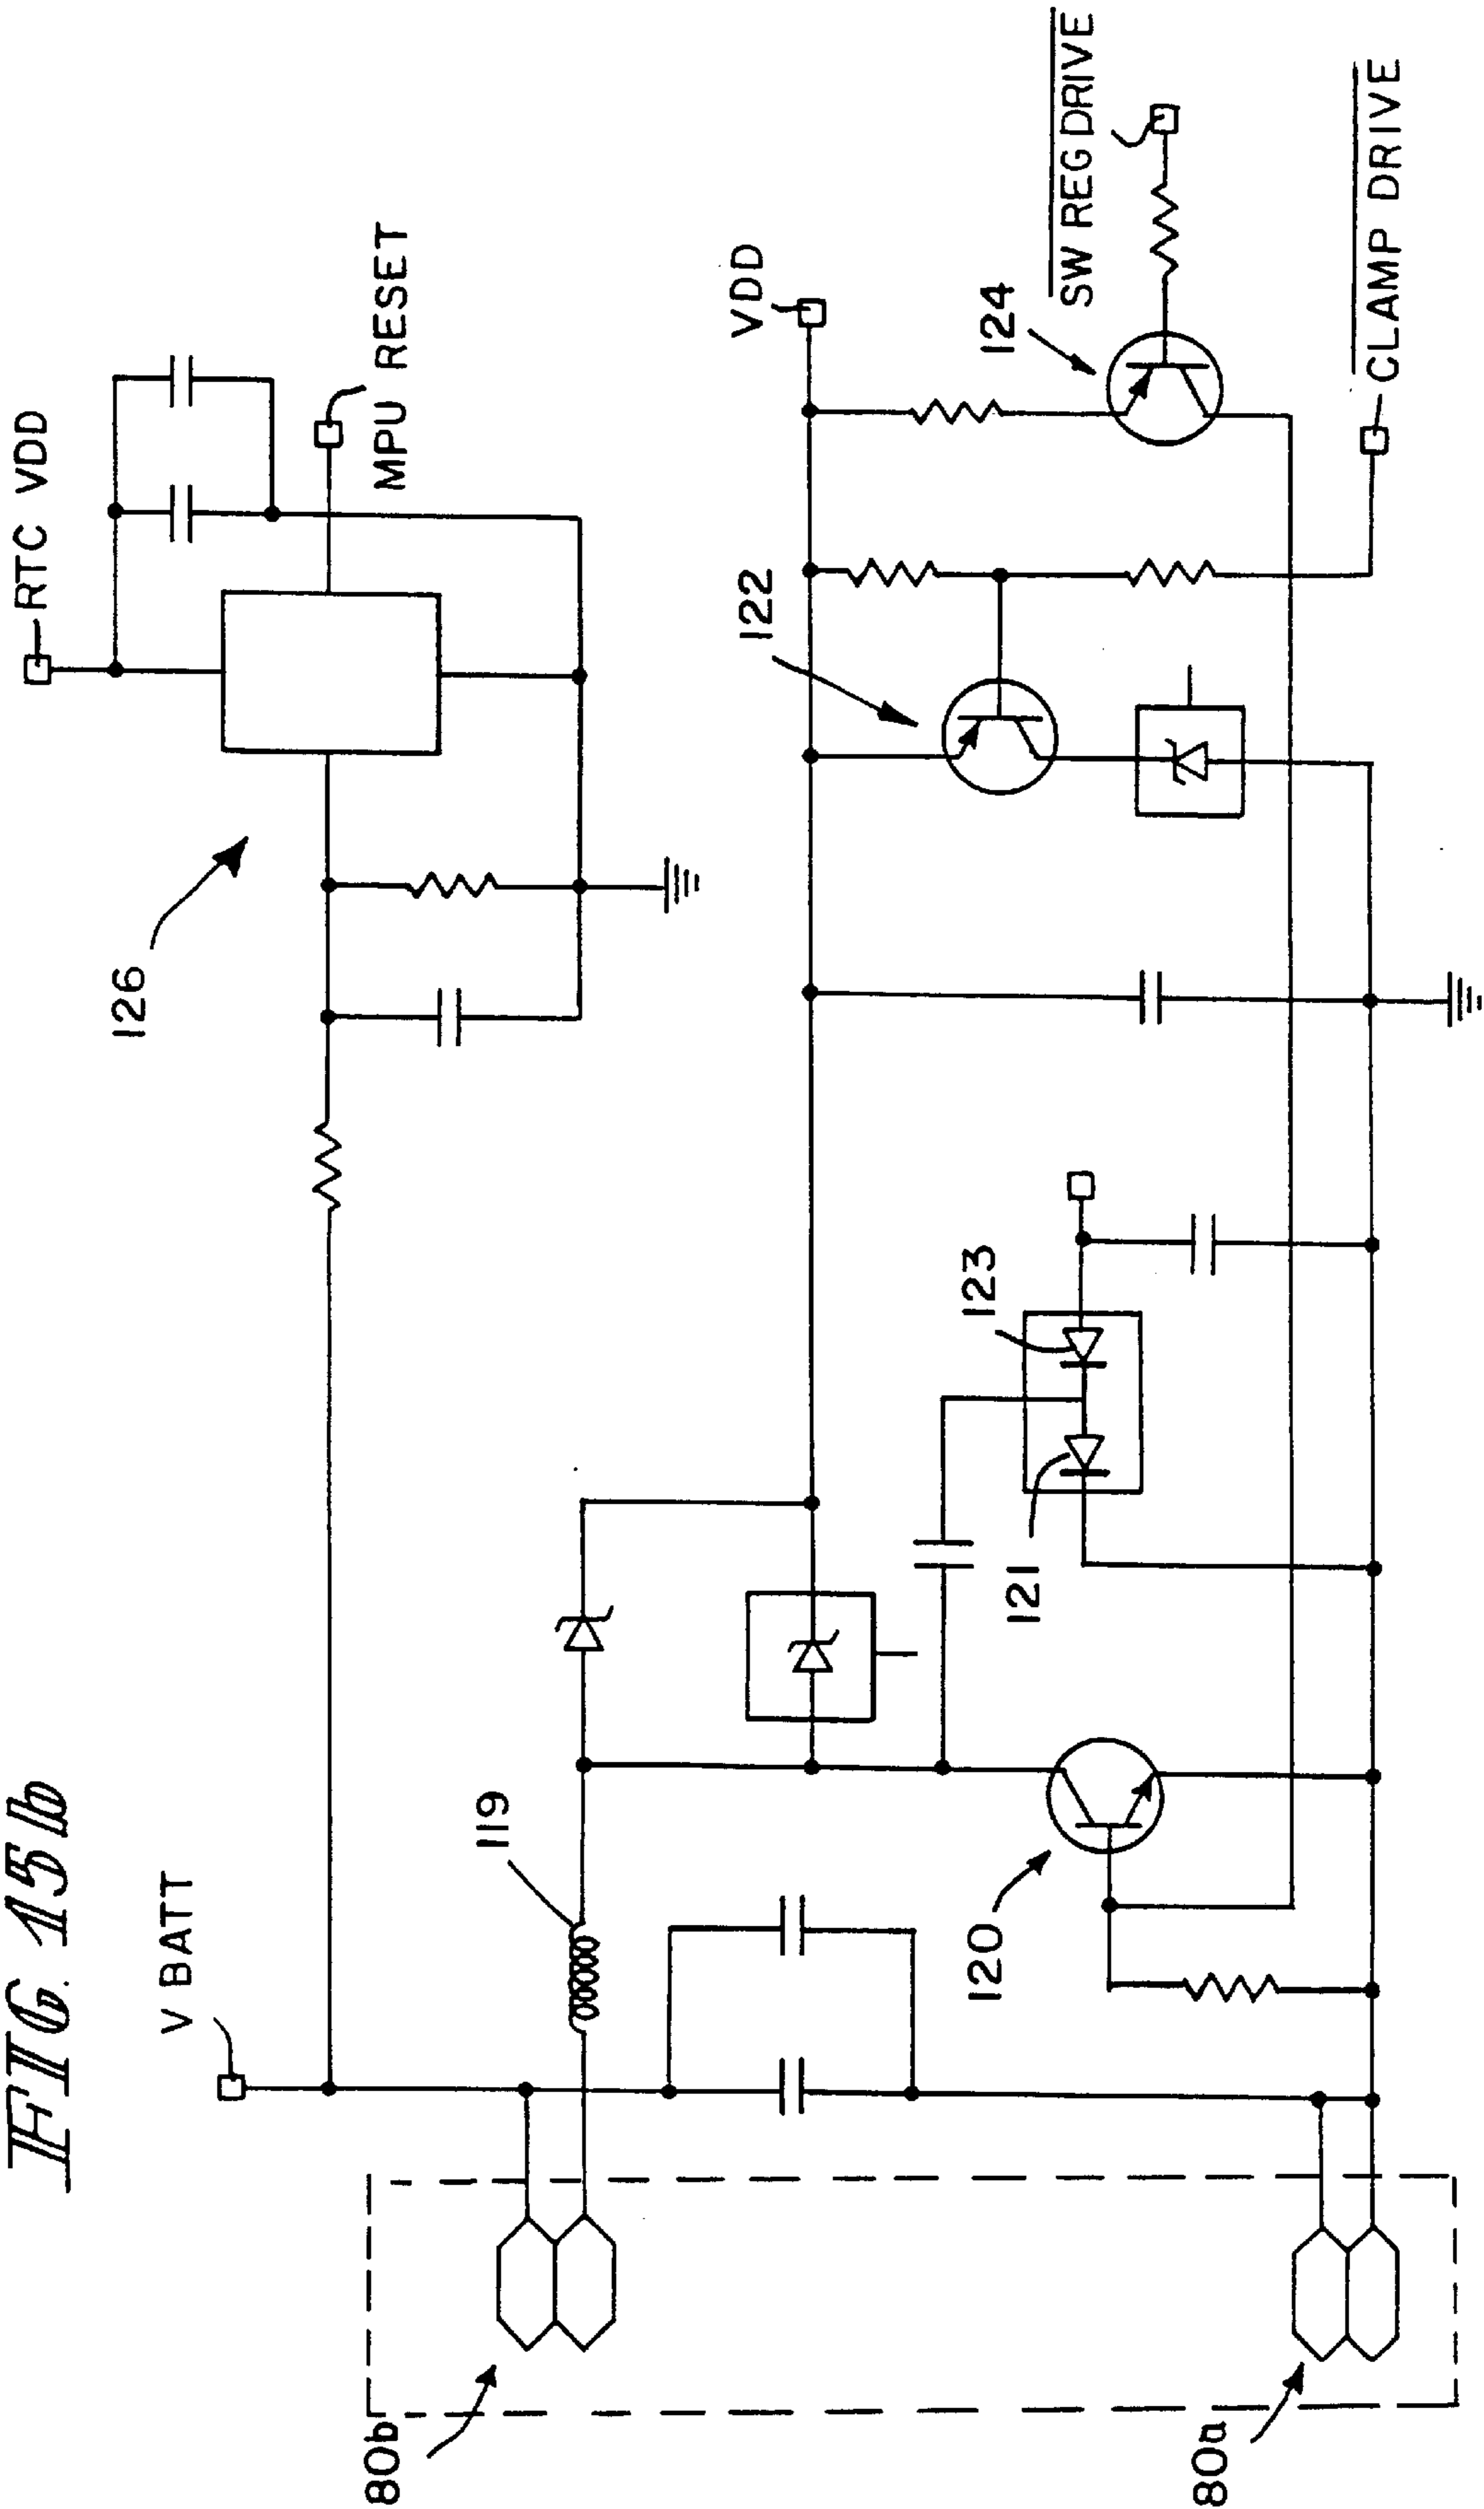 FIG. 15b
V BATT
RTC VDD
126
MPU RESET
119
VDD
122
124
SW REG DRIVE
123
121
120
CLAMP DRIVE
80b
80a